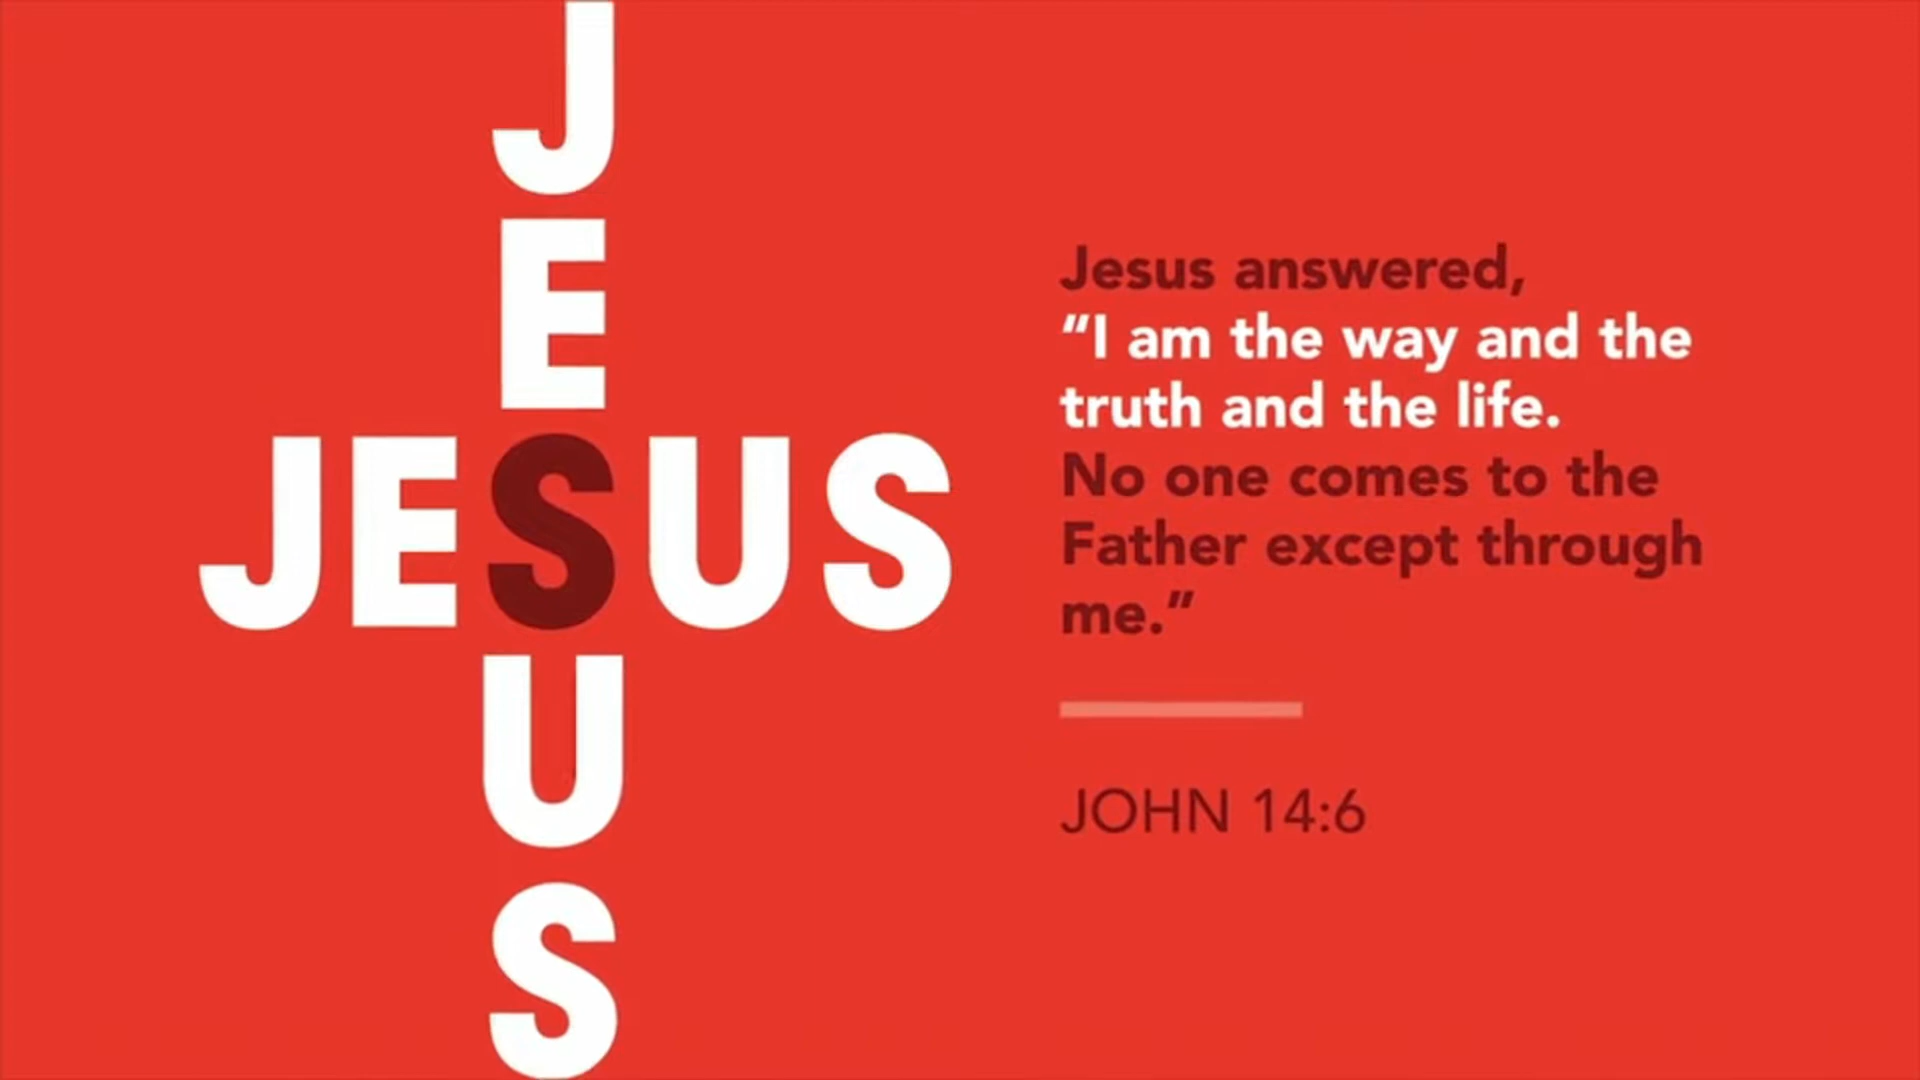 JESUS
JESUS
Jesus answered,
“I am the way and the
truth and the life.
No one comes to the
Father except through
me.”
JOHN 14:6